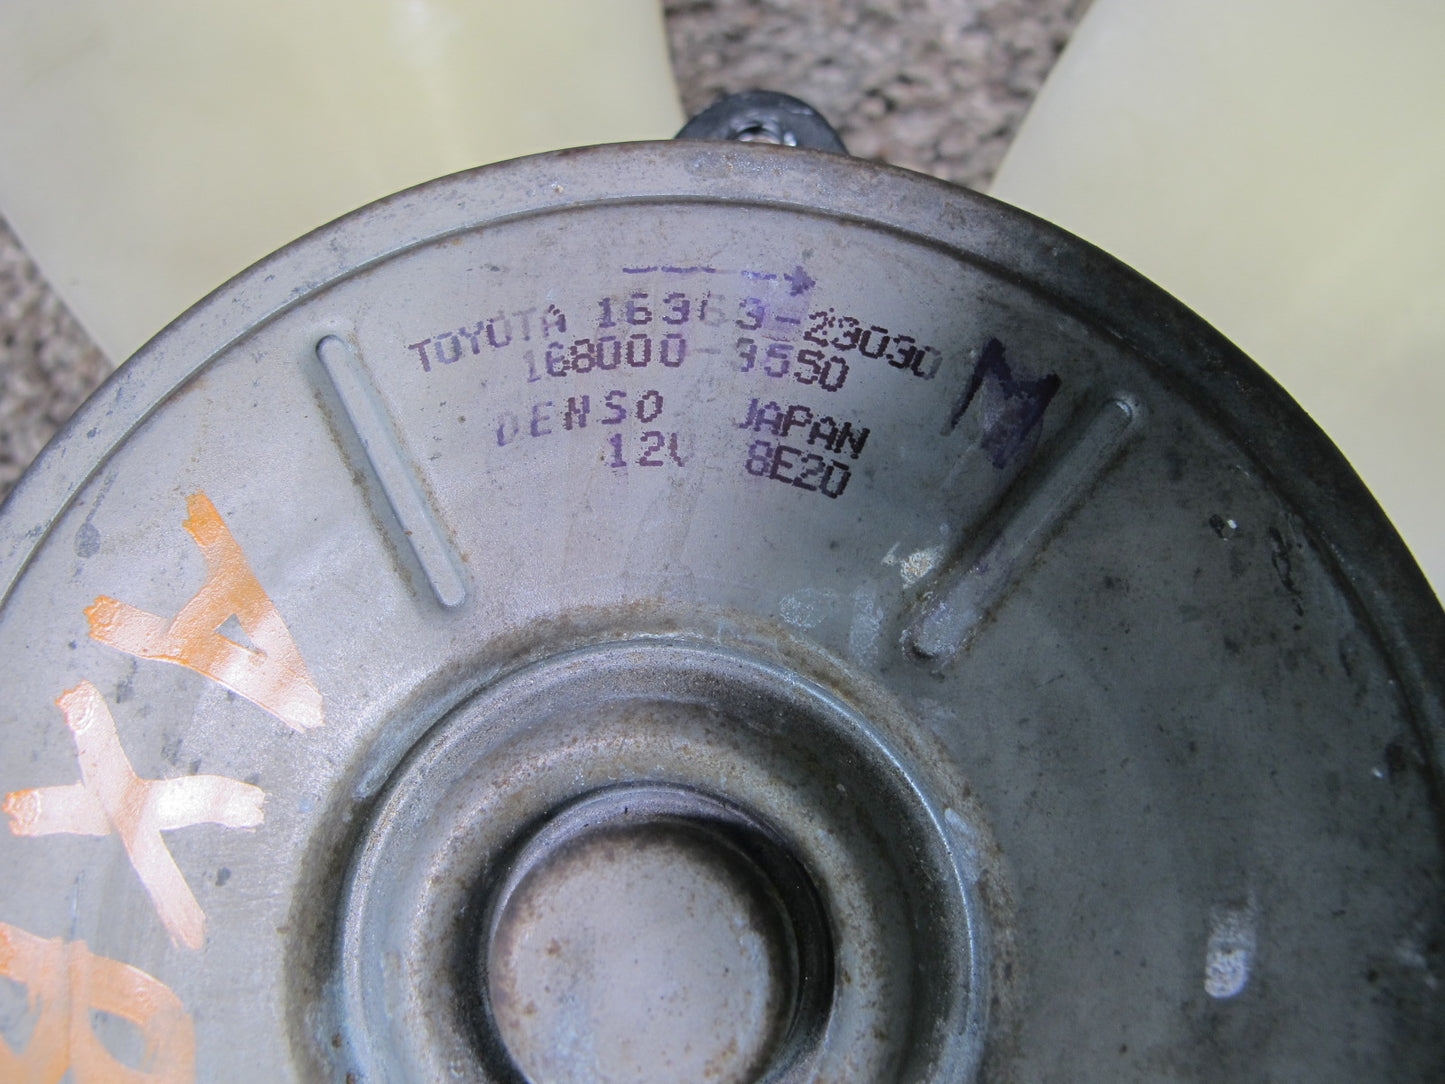 TOYOTA 16363-23030
168000-3550
DENSO JAPAN
12V 8E20
M